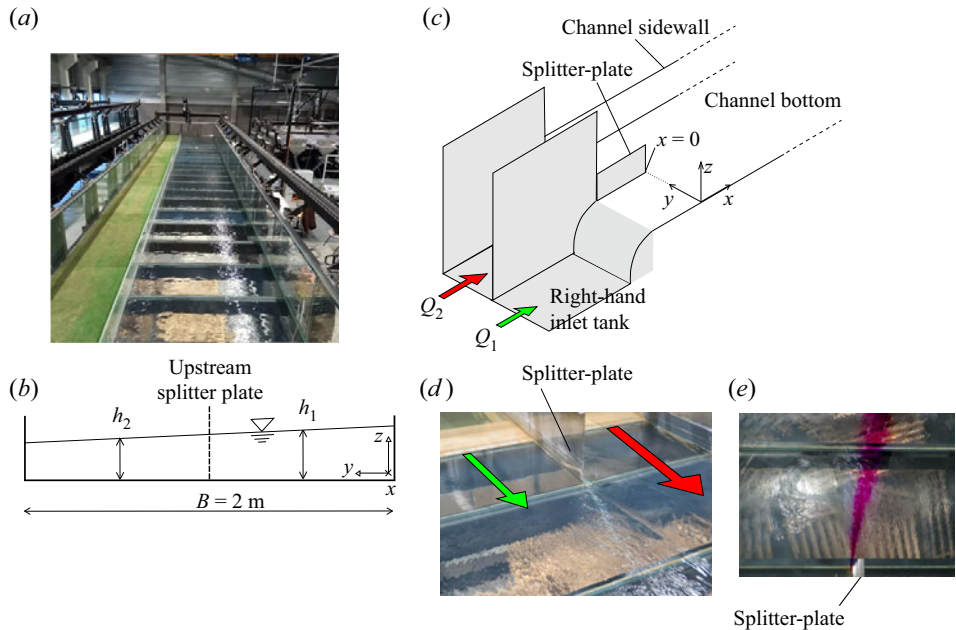 (a)
(c)
Channel sidewall
Splitter-plate
Channel bottom
x = 0
z
y
x
Q2
Q1
Right-hand
inlet tank
(b)
Upstream
splitter plate
h2
h1
z
y
x
B = 2 m
(d)
Splitter-plate
(e)
Splitter-plate